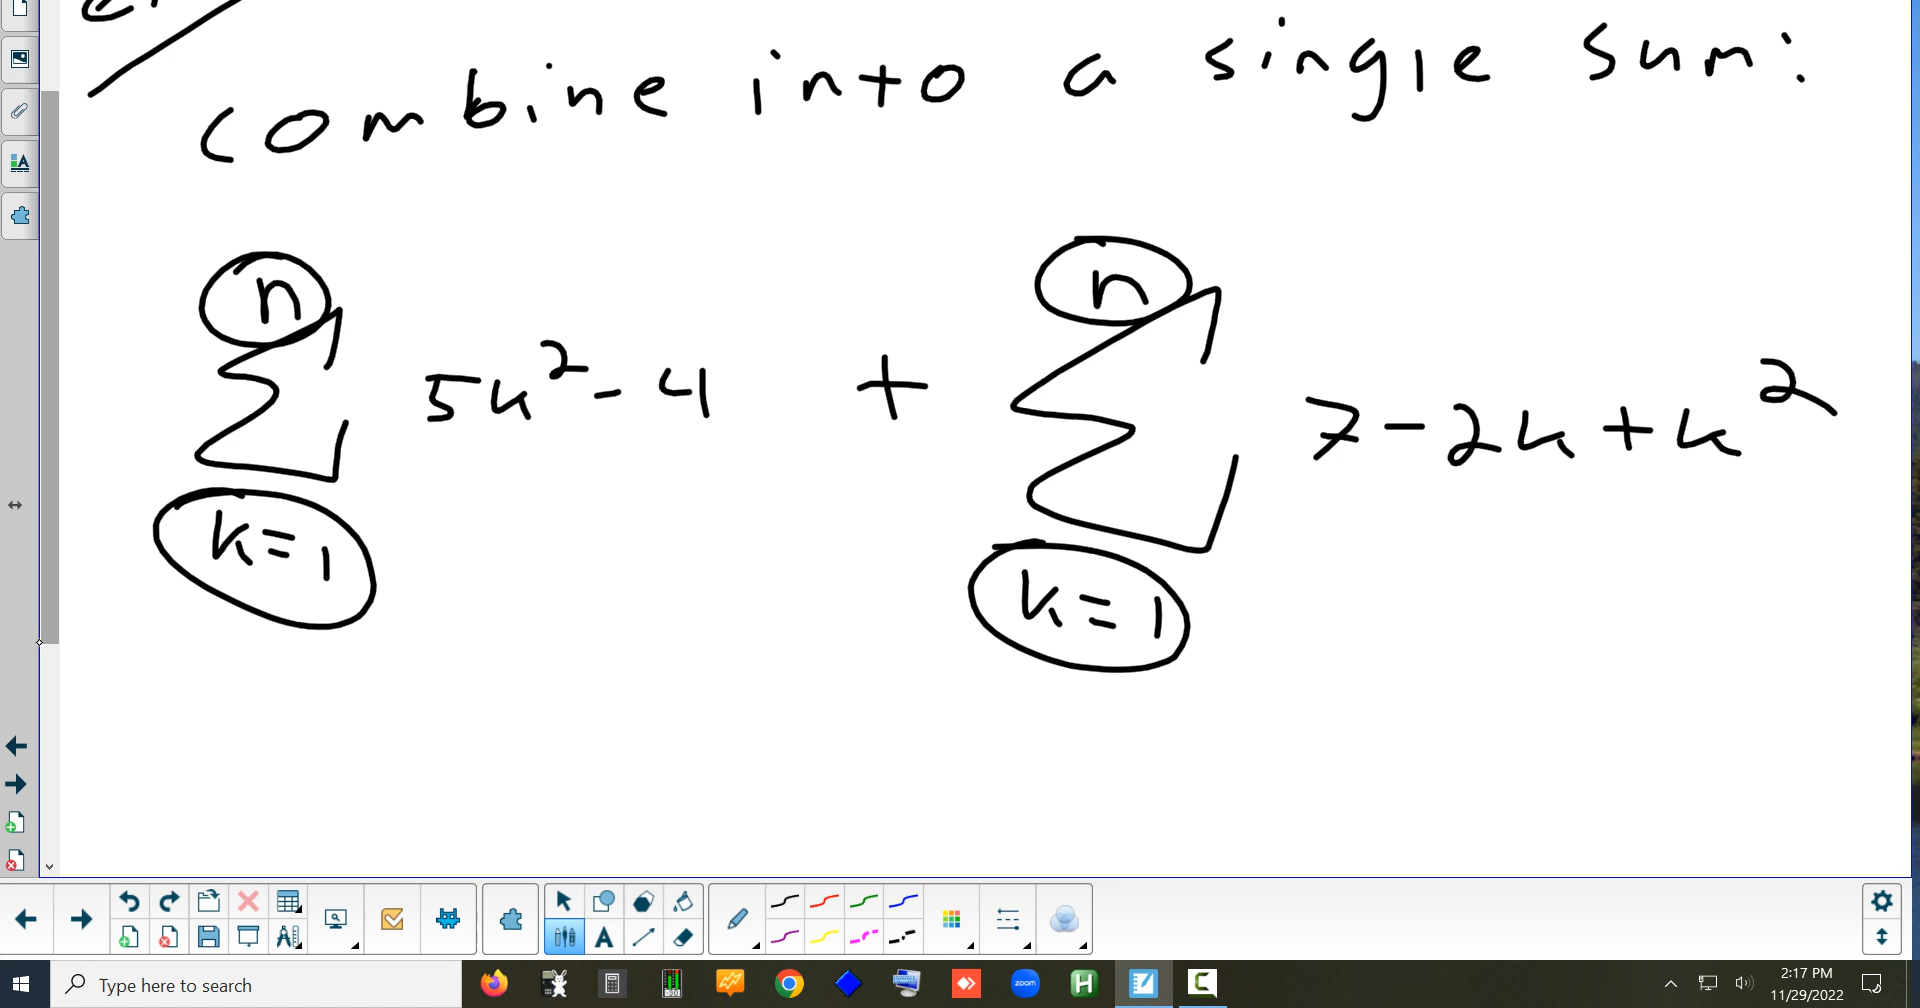 combine into a single sum:
n n
∑ 5k² - 4 + ∑ 7 - 2k + k²
k = 1 k = 1
Type here to search
zoom
2:17 PM
11/29/2022